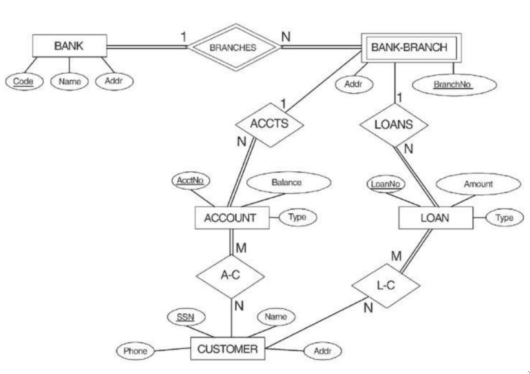 1 N
BANK BRANCHES BANK-BRANCH
Code Name Addr Addr BranchNo
1 1
ACCTS LOANS
N N
AcctNo Balance LoanNo Amount
ACCOUNT Type LOAN Type
M M
A-C L-C
N N
SSN Name
Phone CUSTOMER Addr